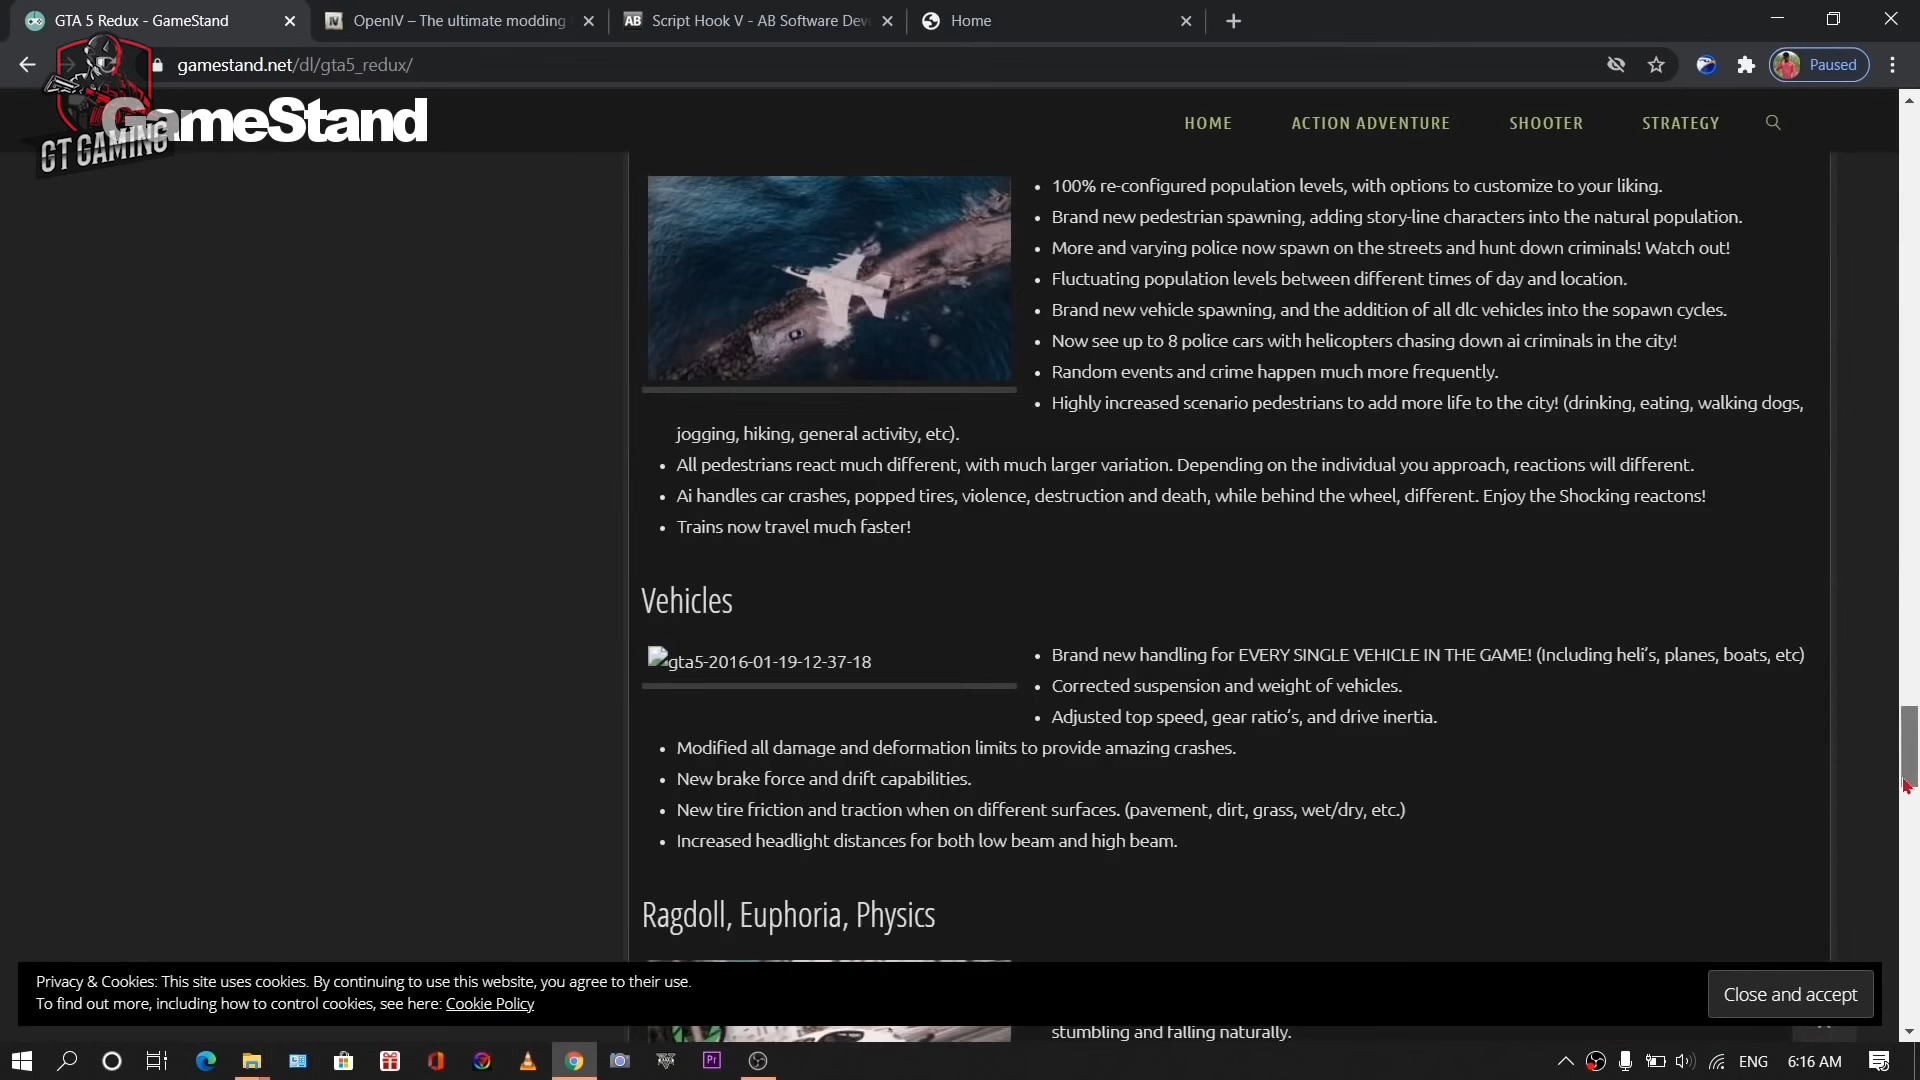 GTA 5 Redux - GameStand
OpenIV – The ultimate modding
AB Script Hook V - AB Software Deve
Home
gamestand.net/dl/gta5_redux/
Paused
GameStand
GT GAMING
HOME
ACTION ADVENTURE
SHOOTER
STRATEGY
• 100% re-configured population levels, with options to customize to your liking.
• Brand new pedestrian spawning, adding story-line characters into the natural population.
• More and varying police now spawn on the streets and hunt down criminals! Watch out!
• Fluctuating population levels between different times of day and location.
• Brand new vehicle spawning, and the addition of all dlc vehicles into the sopawn cycles.
• Now see up to 8 police cars with helicopters chasing down ai criminals in the city!
• Random events and crime happen much more frequently.
• Highly increased scenario pedestrians to add more life to the city! (drinking, eating, walking dogs,
jogging, hiking, general activity, etc).
• All pedestrians react much different, with much larger variation. Depending on the individual you approach, reactions will different.
• Ai handles car crashes, popped tires, violence, destruction and death, while behind the wheel, different. Enjoy the Shocking reactons!
• Trains now travel much faster!
Vehicles
gta5-2016-01-19-12-37-18
• Brand new handling for EVERY SINGLE VEHICLE IN THE GAME! (Including heli’s, planes, boats, etc)
• Corrected suspension and weight of vehicles.
• Adjusted top speed, gear ratio’s, and drive inertia.
• Modified all damage and deformation limits to provide amazing crashes.
• New brake force and drift capabilities.
• New tire friction and traction when on different surfaces. (pavement, dirt, grass, wet/dry, etc.)
• Increased headlight distances for both low beam and high beam.
Ragdoll, Euphoria, Physics
Privacy & Cookies: This site uses cookies. By continuing to use this website, you agree to their use.
To find out more, including how to control cookies, see here: Cookie Policy
Close and accept
stumbling and falling naturally.
Pr
ENG
6:16 AM